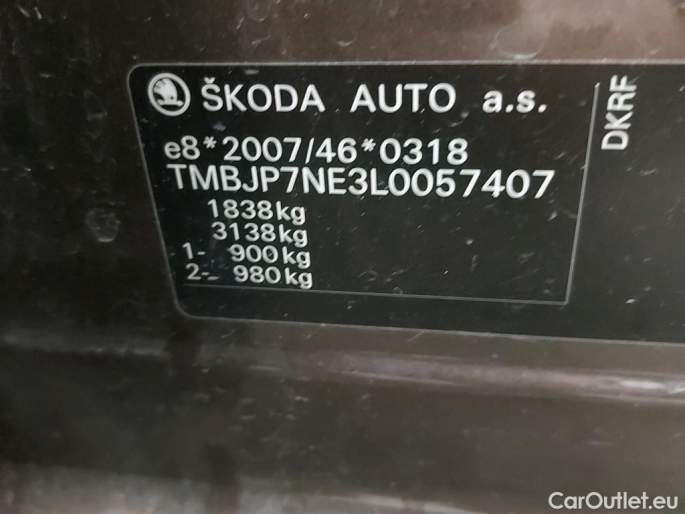 ŠKODA AUTO a.s.
DKRF
e8*2007/46*0318
TMBJP7NE3L0057407
1838kg
3138kg
1- 900kg
2- 980kg
CarOutlet.eu